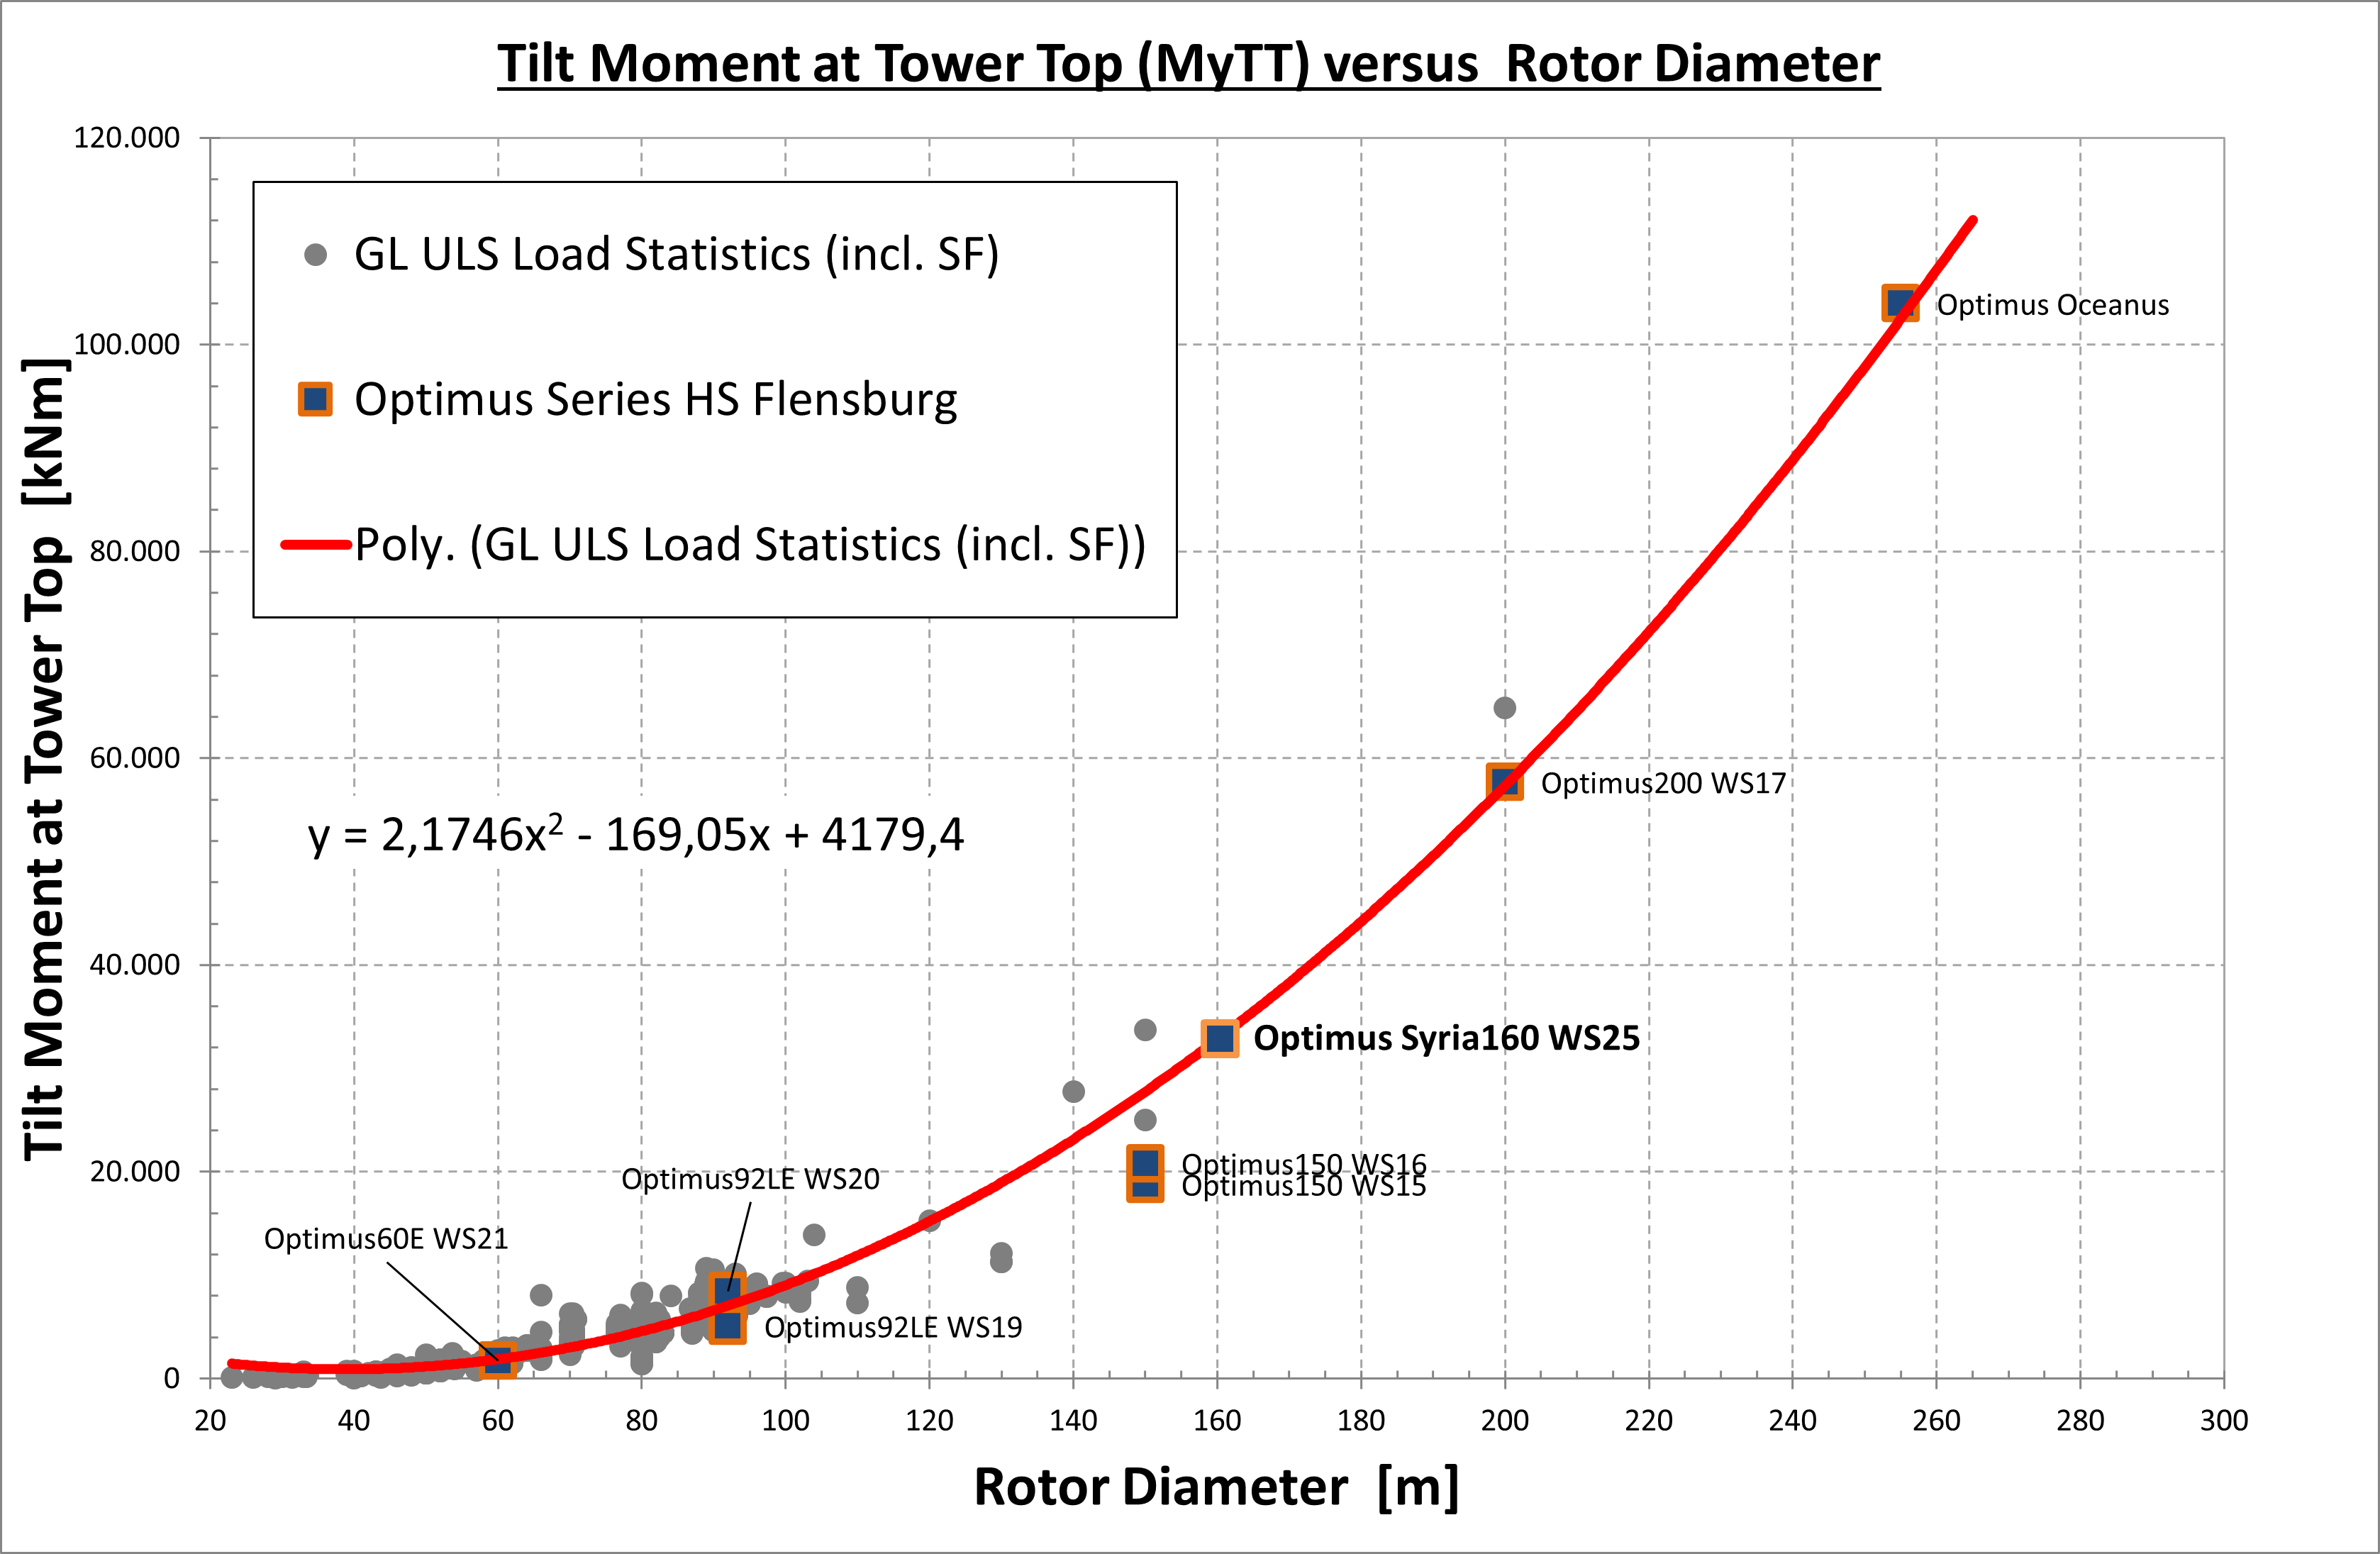 Tilt Moment at Tower Top (MyTT) versus  Rotor Diameter
Tilt Moment at Tower Top  [kNm]
120.000
100.000
80.000
60.000
40.000
20.000
0
GL ULS Load Statistics (incl. SF)
Optimus Series HS Flensburg
Poly. (GL ULS Load Statistics (incl. SF))
Optimus Oceanus
Optimus200 WS17
y = 2,1746x² - 169,05x + 4179,4
Optimus Syria160 WS25
Optimus150 WS16
Optimus150 WS15
Optimus92LE WS20
Optimus60E WS21
Optimus92LE WS19
20 40 60 80 100 120 140 160 180 200 220 240 260 280 300
Rotor Diameter  [m]